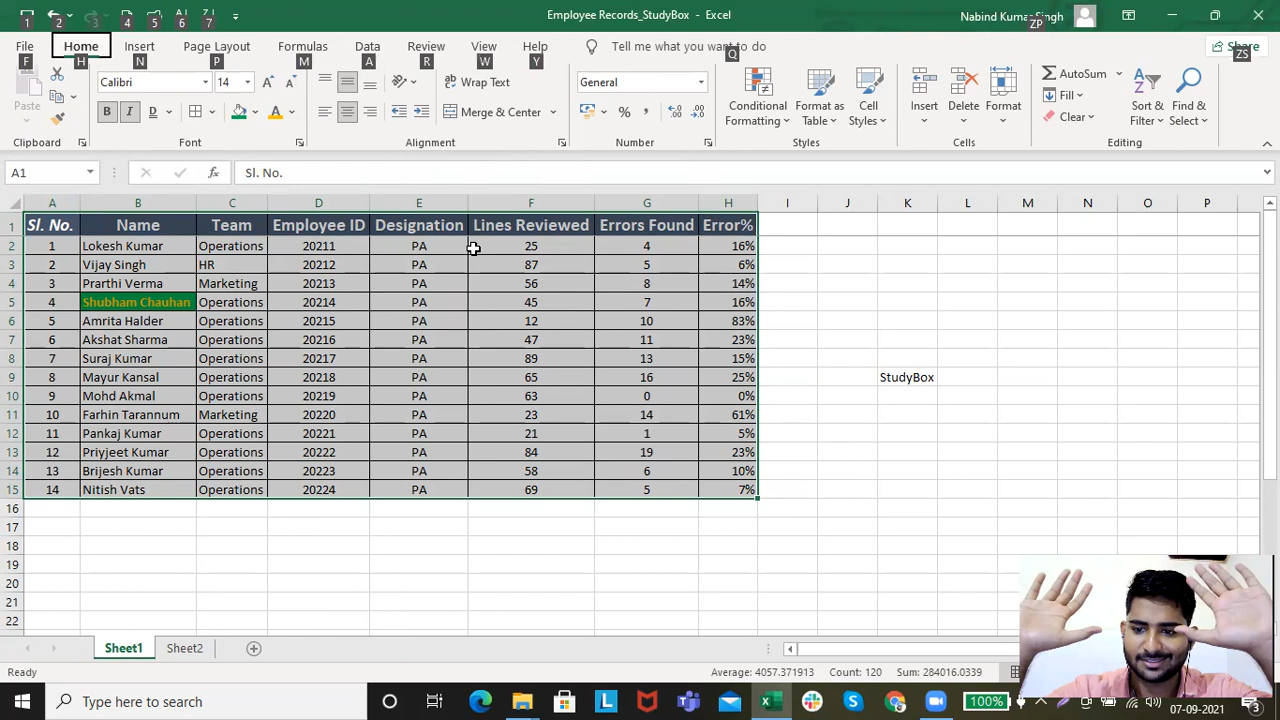 1 2 3 4 5 6 7
Employee Records_StudyBox - Excel
Nabind Kumar Singh
ZP
File Home Insert Page Layout Formulas Data Review View Help Tell me what you want to do Share
F H N P M A R W Y Q ZS
Paste
Calibri 14
B I D
Wrap Text
Merge & Center
General
%
Conditional Formatting
Format as Table
Cell Styles
Insert Delete Format
AutoSum
Fill
Clear
Sort & Filter
Find & Select
Clipboard Font Alignment Number Styles Cells Editing
A1 fx Sl. No.
A B C D E F G H I J K L M N O P
1 Sl. No. Name Team Employee ID Designation Lines Reviewed Errors Found Error%
2 1 Lokesh Kumar Operations 20211 PA 25 4 16%
3 2 Vijay Singh HR 20212 PA 87 5 6%
4 3 Prarthi Verma Marketing 20213 PA 56 8 14%
5 4 Shubham Chauhan Operations 20214 PA 45 7 16%
6 5 Amrita Halder Operations 20215 PA 12 10 83%
7 6 Akshat Sharma Operations 20216 PA 47 11 23%
8 7 Suraj Kumar Operations 20217 PA 89 13 15%
9 8 Mayur Kansal Operations 20218 PA 65 16 25% StudyBox
10 9 Mohd Akmal Operations 20219 PA 63 0 0%
11 10 Farhin Tarannum Marketing 20220 PA 23 14 61%
12 11 Pankaj Kumar Operations 20221 PA 21 1 5%
13 12 Priyjeet Kumar Operations 20222 PA 84 19 23%
14 13 Brijesh Kumar Operations 20223 PA 58 6 10%
15 14 Nitish Vats Operations 20224 PA 69 5 7%
16
17
18
19
20
21
22
Sheet1 Sheet2
Ready Average: 4057.371913 Count: 120 Sum: 284016.0339
Type here to search
100%
07-09-2021
3